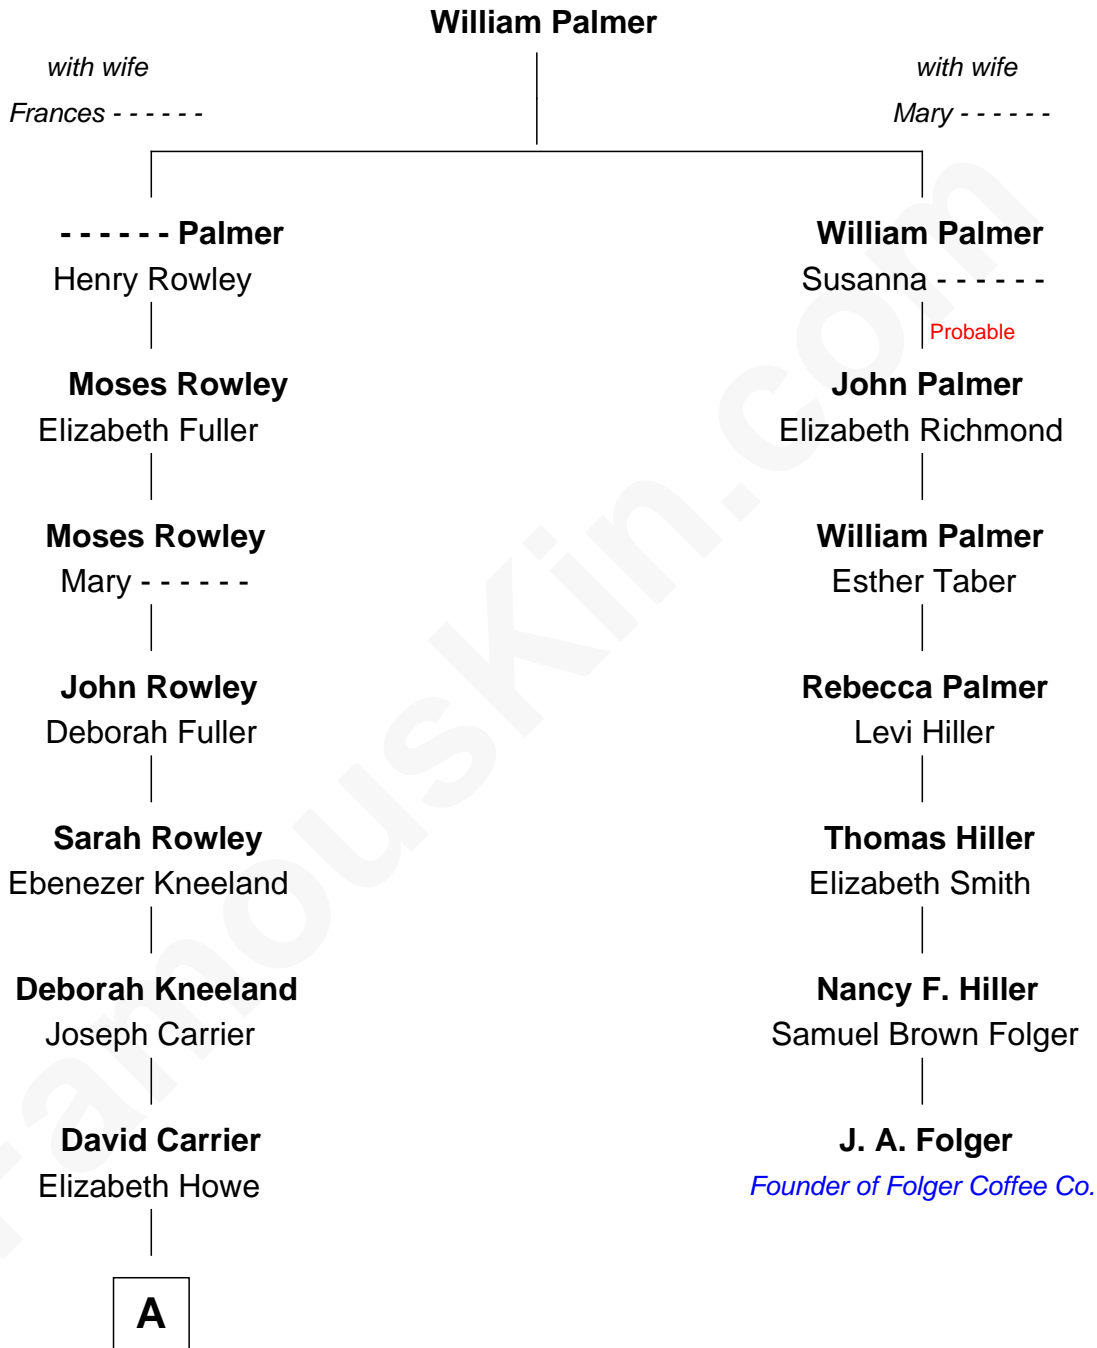 William Palmer
with wife
Frances - - - - - -
with wife
Mary - - - - - -
- - - - - - Palmer
Henry Rowley
William Palmer
Susanna - - - - - -
Probable
Moses Rowley
Elizabeth Fuller
John Palmer
Elizabeth Richmond
Moses Rowley
Mary - - - - - -
William Palmer
Esther Taber
John Rowley
Deborah Fuller
Rebecca Palmer
Levi Hiller
Sarah Rowley
Ebenezer Kneeland
Thomas Hiller
Elizabeth Smith
Deborah Kneeland
Joseph Carrier
Nancy F. Hiller
Samuel Brown Folger
David Carrier
Elizabeth Howe
J. A. Folger
Founder of Folger Coffee Co.
A
FamousKin.com